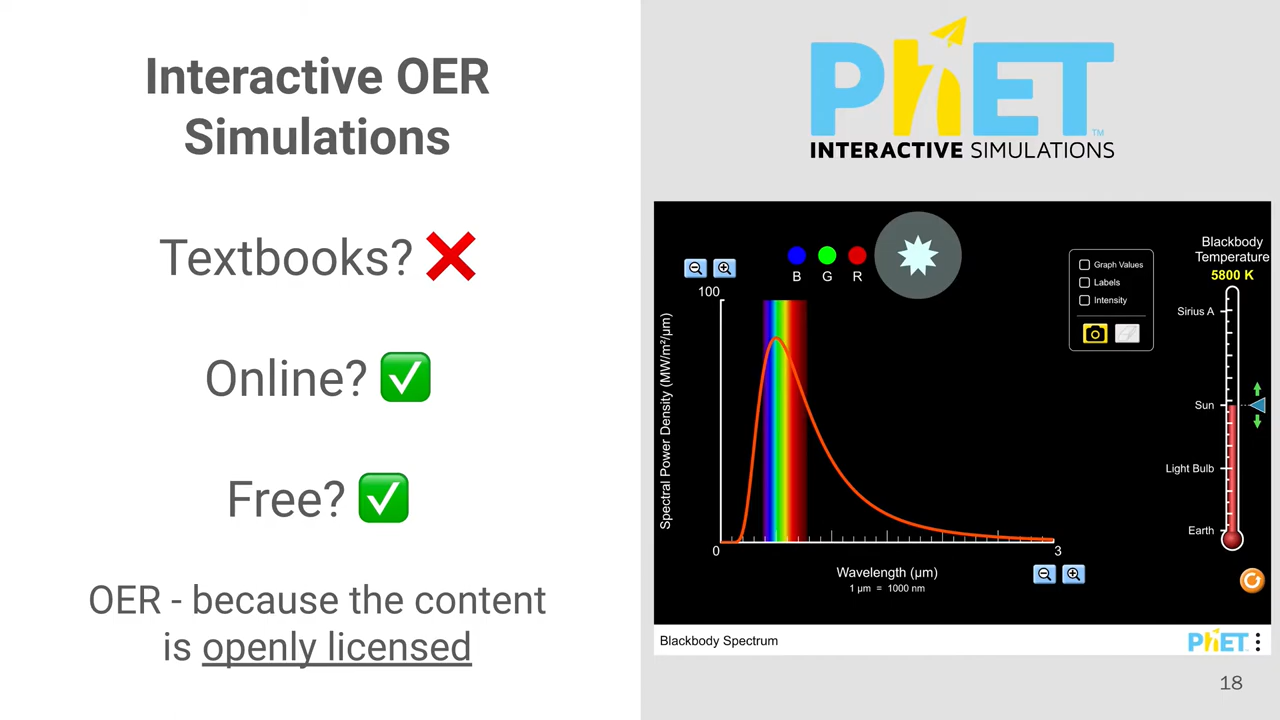 Interactive OER
Simulations
Textbooks? ❌
Online? ✅
Free? ✅
OER - because the content
is openly licensed
PhET™
INTERACTIVE SIMULATIONS
B G R
100
Spectral Power Density (MW/m²/μm)
0
3
Wavelength (μm)
1 μm = 1000 nm
Graph Values
Labels
Intensity
Blackbody
Temperature
5800 K
Sirius A
Sun
Light Bulb
Earth
Blackbody Spectrum
PhET
18